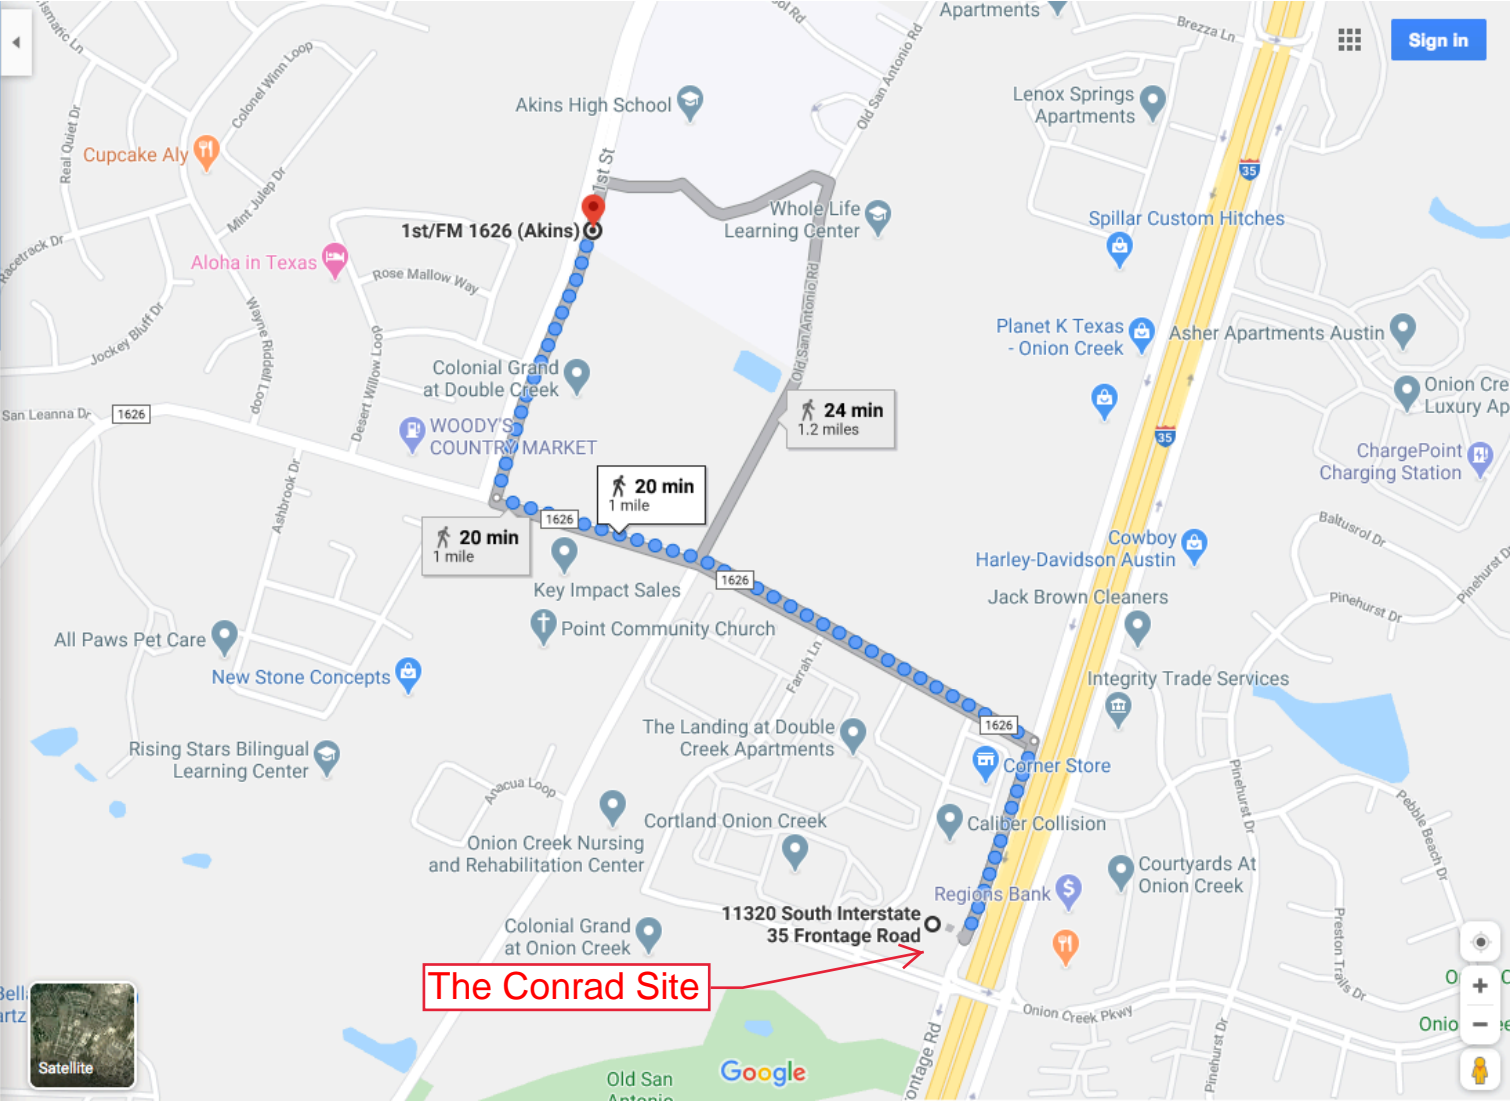 Apartments
Brezza Ln
Sign in
Colonel Winn Loop
Old San Antonio Rd
Akins High School
Lenox Springs
Apartments
Real Quiet Dr
Cupcake Aly
1st St
35
Mint Julep Dr
Whole Life
Learning Center
Spillar Custom Hitches
1st/FM 1626 (Akins)
Racetrack Dr
Aloha in Texas
Rose Mallow Way
Old San Antonio Rd
Jockey Bluff Dr
Wayne Riddell Loop
Desert Willow Loop
Planet K Texas
- Onion Creek
Asher Apartments Austin
Colonial Grand
at Double Creek
Onion Cre
Luxury Ap
San Leanna Dr
1626
24 min
1.2 miles
WOODY'S
COUNTRY MARKET
35
ChargePoint
Charging Station
Ashbrook Dr
20 min
1 mile
1626
20 min
1 mile
Baltusrol Dr
Cowboy
Harley-Davidson Austin
Pinehurst Dr
Key Impact Sales
1626
Jack Brown Cleaners
Pinehurst Dr
Point Community Church
All Paws Pet Care
Farrah Ln
New Stone Concepts
Integrity Trade Services
The Landing at Double
Creek Apartments
1626
Rising Stars Bilingual
Learning Center
Corner Store
Anacua Loop
Pinehurst Dr
Pebble Beach Dr
Cortland Onion Creek
Caliber Collision
Onion Creek Nursing
and Rehabilitation Center
Courtyards At
Onion Creek
Regions Bank
11320 South Interstate
35 Frontage Road
Colonial Grand
at Onion Creek
Preston Trails Dr
The Conrad Site
Onion Creek Pkwy
Satellite
Google
Old San
Antonio
ontage Rd
Pinehurst Dr